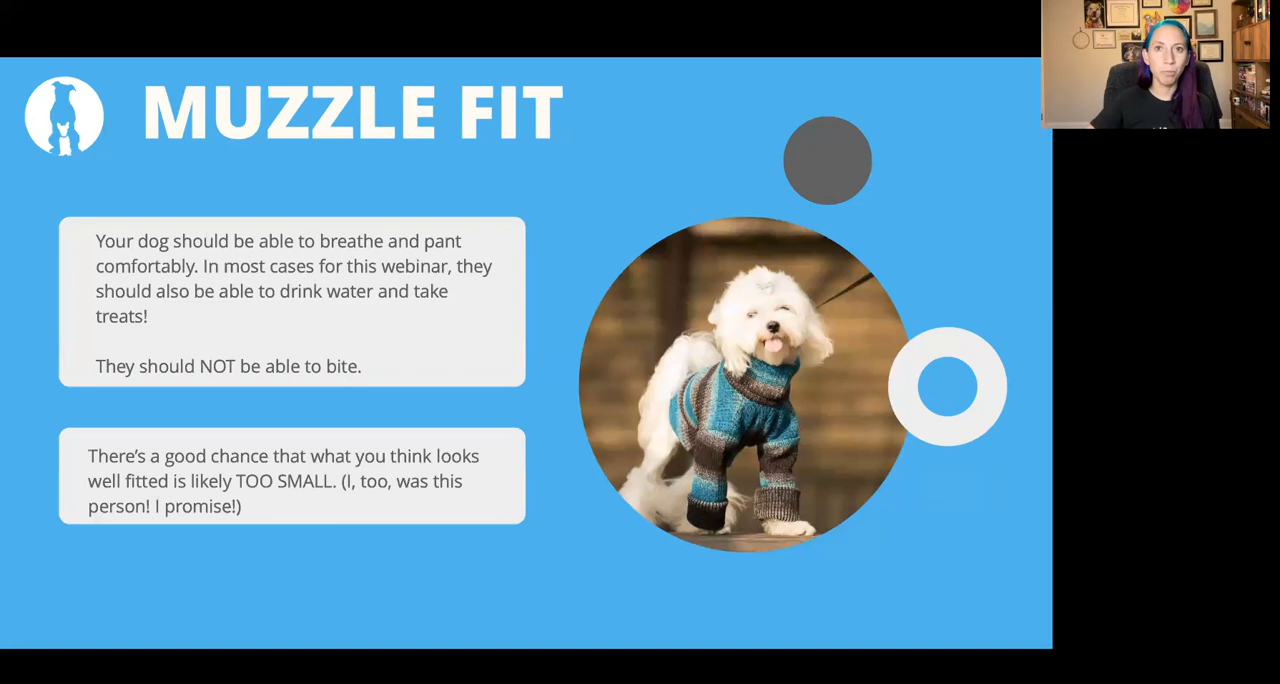 MUZZLE FIT
Your dog should be able to breathe and pant
comfortably. In most cases for this webinar, they
should also be able to drink water and take
treats!
They should NOT be able to bite.
There’s a good chance that what you think looks
well fitted is likely TOO SMALL. (I, too, was this
person! I promise!)